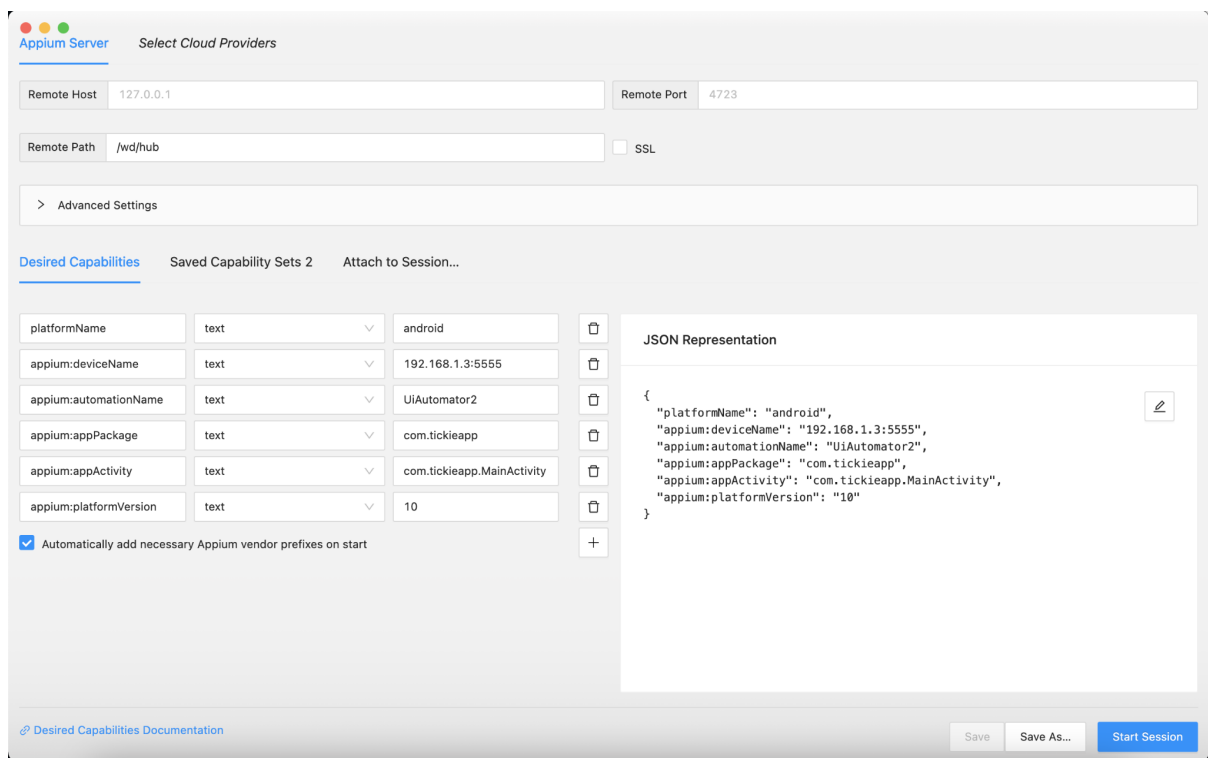 Appium Server Select Cloud Providers
Remote Host 127.0.0.1 Remote Port 4723
Remote Path /wd/hub SSL
Advanced Settings
Desired Capabilities Saved Capability Sets 2 Attach to Session...
platformName text android
appium:deviceName text 192.168.1.3:5555
appium:automationName text UiAutomator2
appium:appPackage text com.tickieapp
appium:appActivity text com.tickieapp.MainActivity
appium:platformVersion text 10
Automatically add necessary Appium vendor prefixes on start
JSON Representation
{
"platformName": "android",
"appium:deviceName": "192.168.1.3:5555",
"appium:automationName": "UiAutomator2",
"appium:appPackage": "com.tickieapp",
"appium:appActivity": "com.tickieapp.MainActivity",
"appium:platformVersion": "10"
}
Desired Capabilities Documentation Save Save As... Start Session